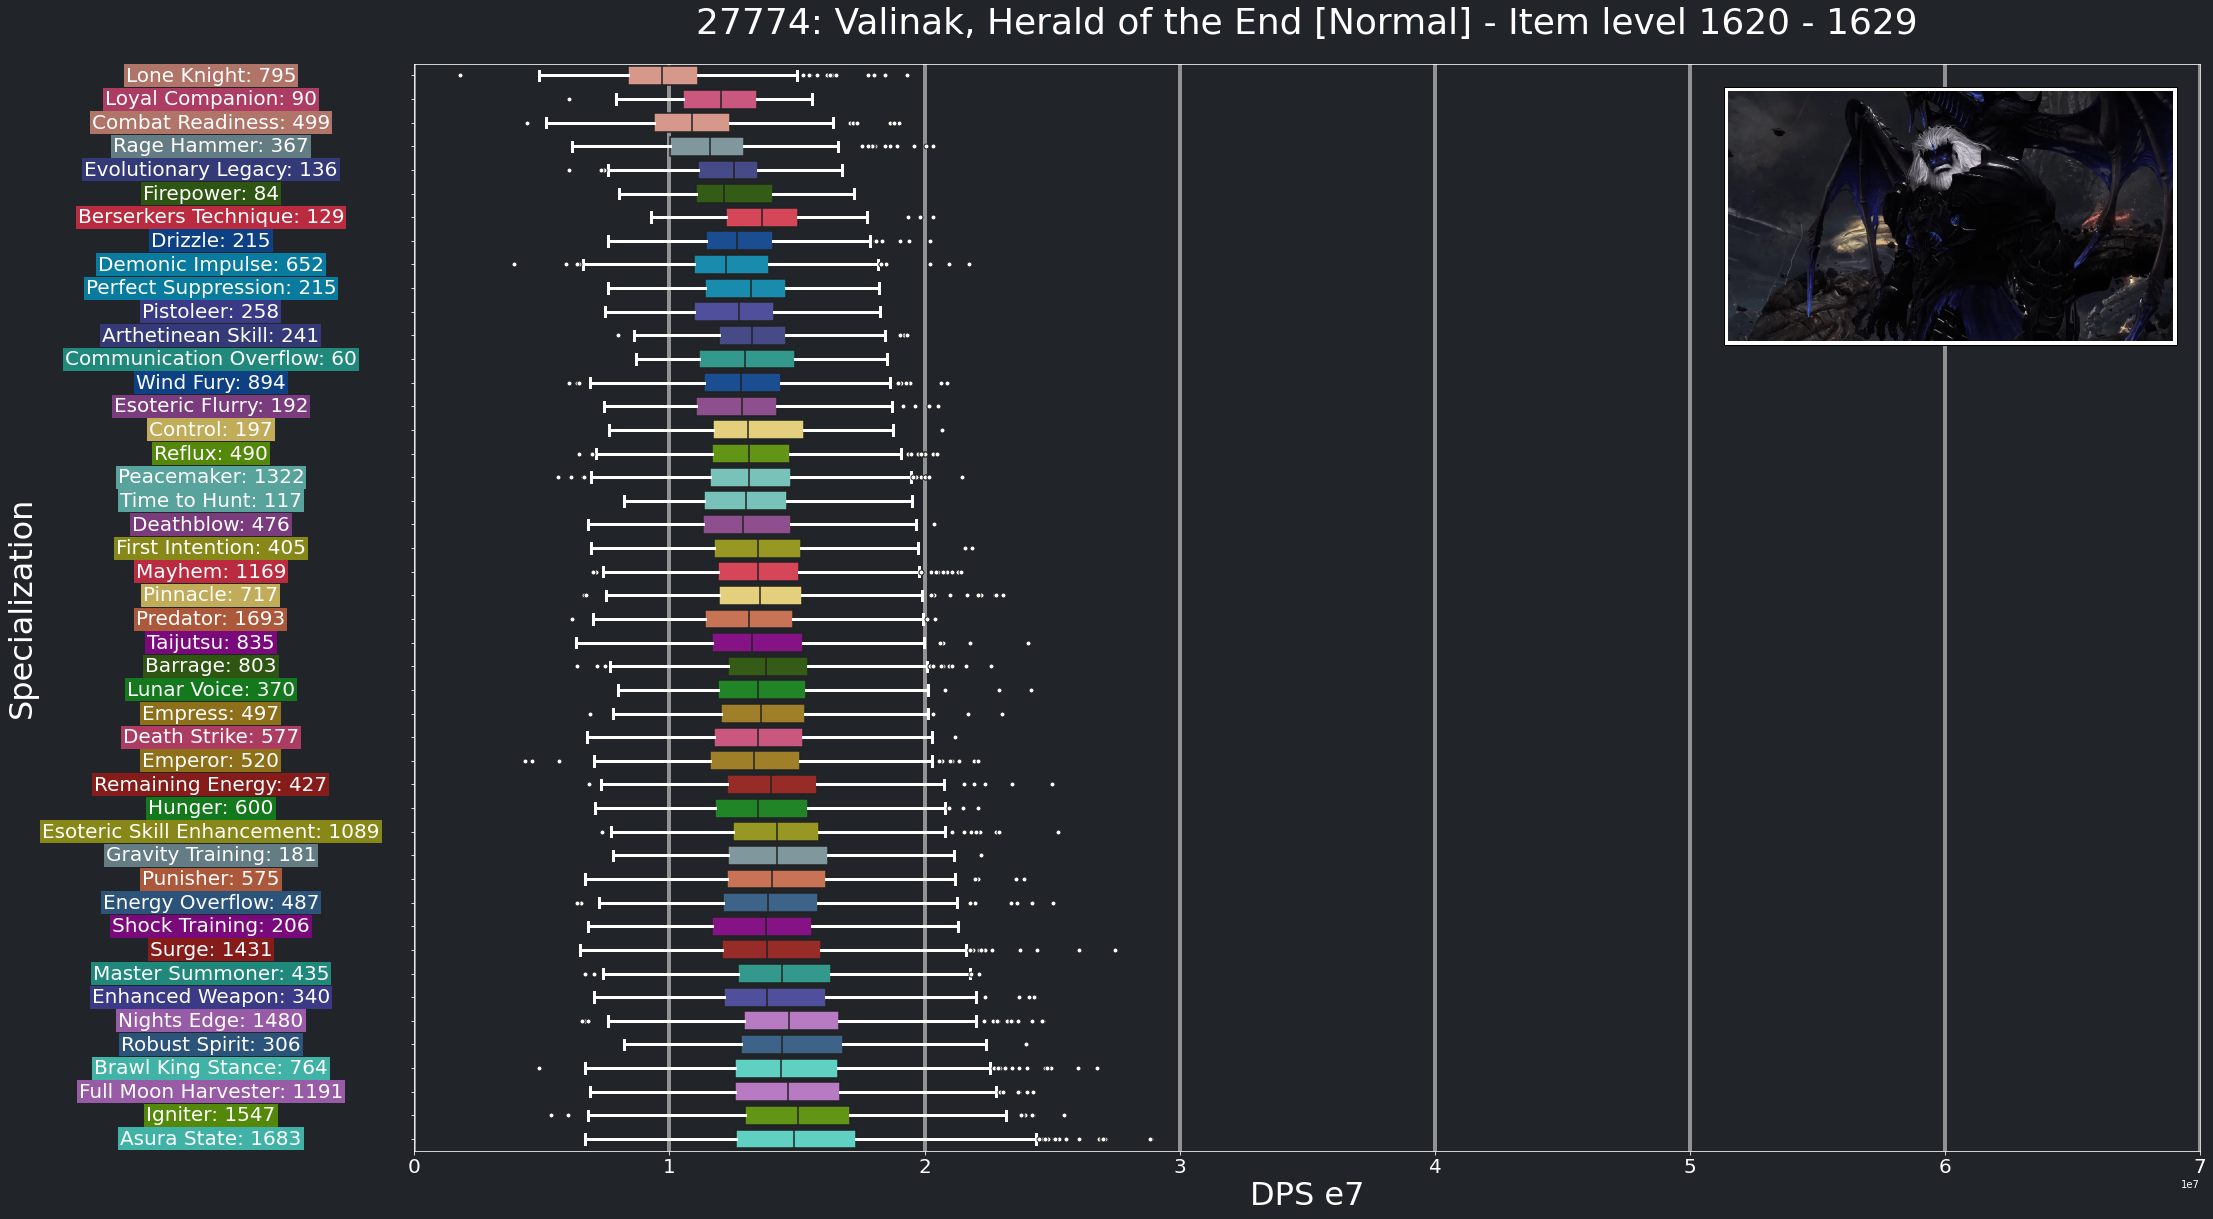 27774: Valinak, Herald of the End [Normal] - Item level 1620 - 1629
Specialization
Lone Knight: 795
Loyal Companion: 90
Combat Readiness: 499
Rage Hammer: 367
Evolutionary Legacy: 136
Firepower: 84
Berserkers Technique: 129
Drizzle: 215
Demonic Impulse: 652
Perfect Suppression: 215
Pistoleer: 258
Arthetinean Skill: 241
Communication Overflow: 60
Wind Fury: 894
Esoteric Flurry: 192
Control: 197
Reflux: 490
Peacemaker: 1322
Time to Hunt: 117
Deathblow: 476
First Intention: 405
Mayhem: 1169
Pinnacle: 717
Predator: 1693
Taijutsu: 835
Barrage: 803
Lunar Voice: 370
Empress: 497
Death Strike: 577
Emperor: 520
Remaining Energy: 427
Hunger: 600
Esoteric Skill Enhancement: 1089
Gravity Training: 181
Punisher: 575
Energy Overflow: 487
Shock Training: 206
Surge: 1431
Master Summoner: 435
Enhanced Weapon: 340
Nights Edge: 1480
Robust Spirit: 306
Brawl King Stance: 764
Full Moon Harvester: 1191
Igniter: 1547
Asura State: 1683
0 1 2 3 4 5 6 7
1e7
DPS e7